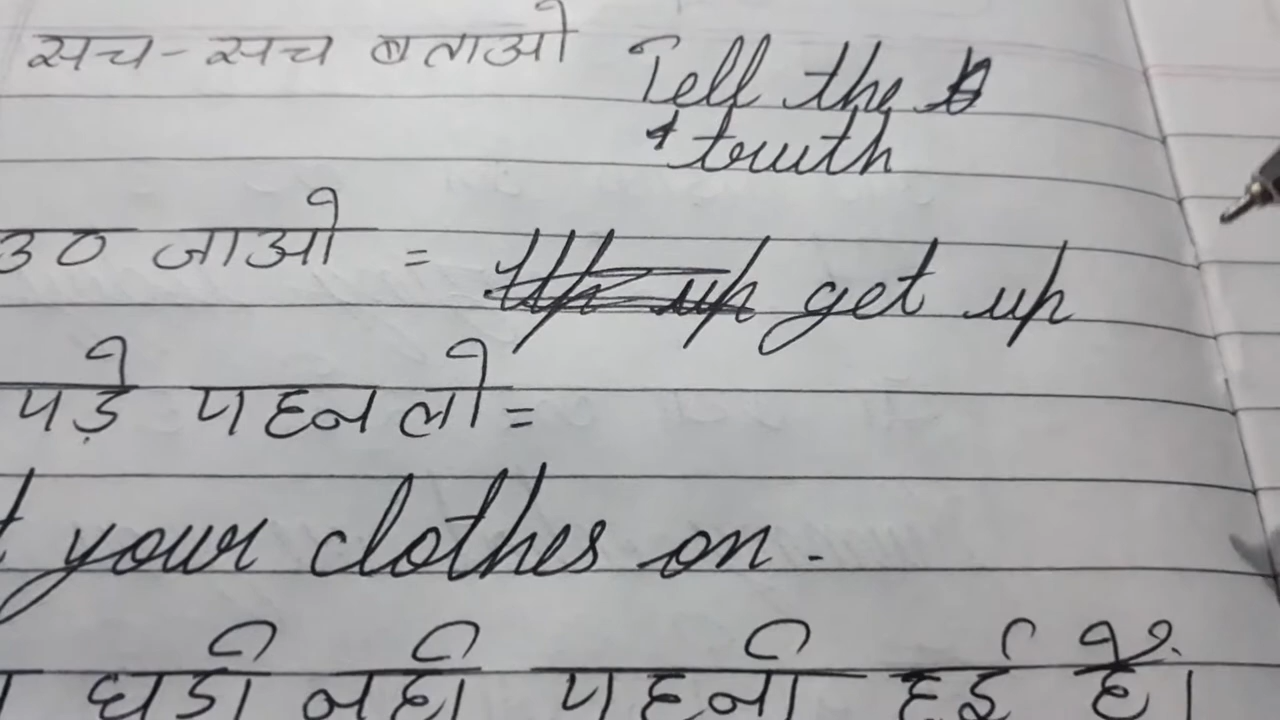 सच-सच बताओ Tell the
truth
उठ जाओ = get up
पड़े पहन लो =
your clothes on.
घड़ी नही पहनी हुई है।